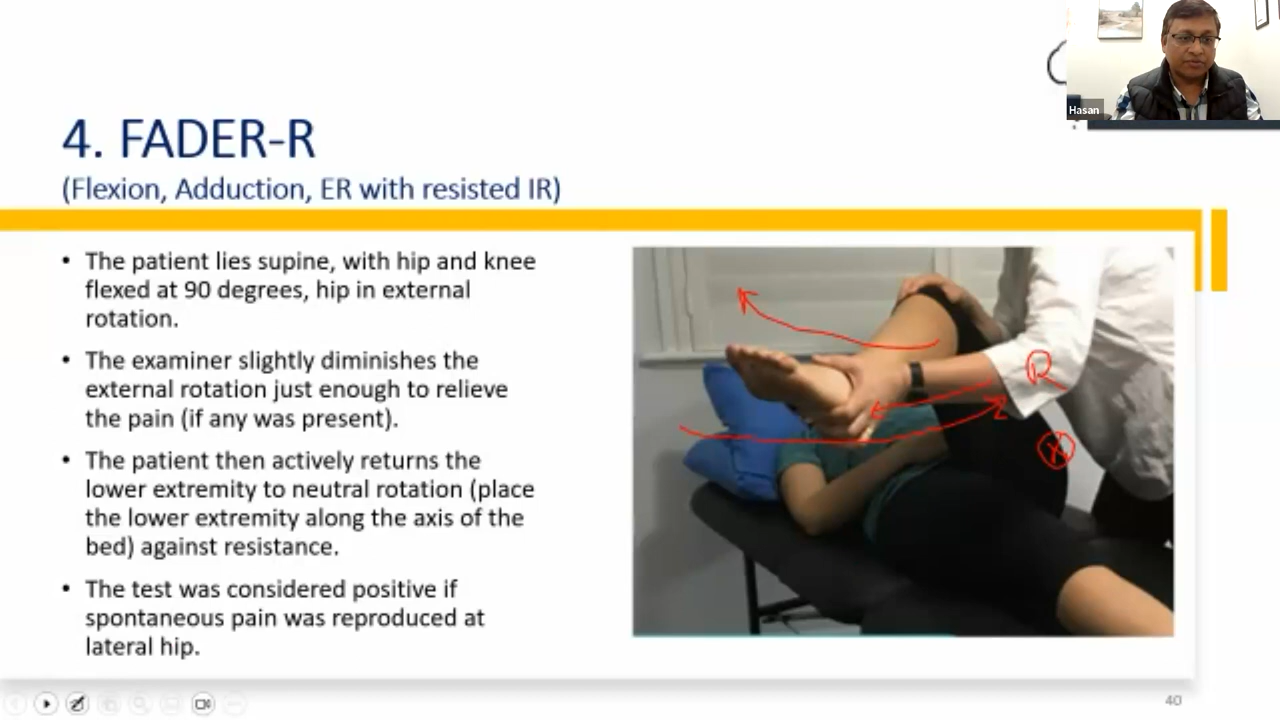 Hasan
4. FADER-R
(Flexion, Adduction, ER with resisted IR)
• The patient lies supine, with hip and knee
flexed at 90 degrees, hip in external
rotation.
• The examiner slightly diminishes the
external rotation just enough to relieve
the pain (if any was present).
• The patient then actively returns the
lower extremity to neutral rotation (place
the lower extremity along the axis of the
bed) against resistance.
• The test was considered positive if
spontaneous pain was reproduced at
lateral hip.
R
X
40